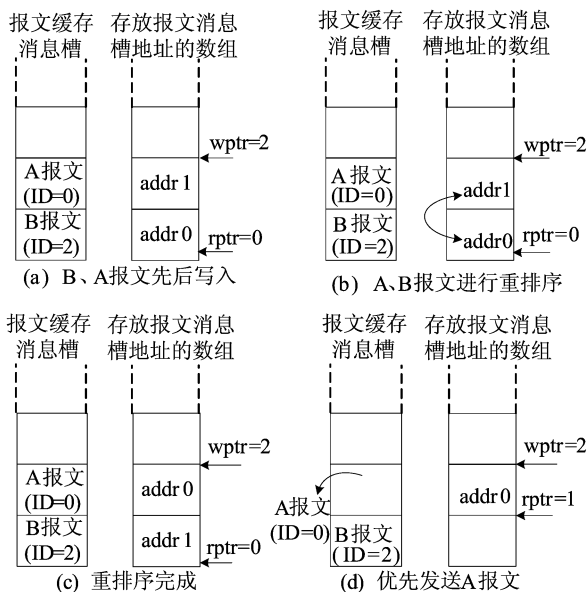 报文缓存 存放报文消息
消息槽 槽地址的数组
wptr=2
A报文
(ID=0)
addr 1
B报文
(ID=2)
addr 0
rptr=0
(a) B、A报文先后写入
报文缓存 存放报文消息
消息槽 槽地址的数组
wptr=2
A报文
(ID=0)
addr1
B报文
(ID=2)
addr0
rptr=0
(b) A、B报文进行重排序
报文缓存 存放报文消息
消息槽 槽地址的数组
wptr=2
A报文
(ID=0)
addr 0
B报文
(ID=2)
addr 1
rptr=0
(c) 重排序完成
报文缓存 存放报文消息
消息槽 槽地址的数组
wptr=2
addr 0
rptr=1
A报文
(ID=0)
B报文
(ID=2)
(d) 优先发送A报文